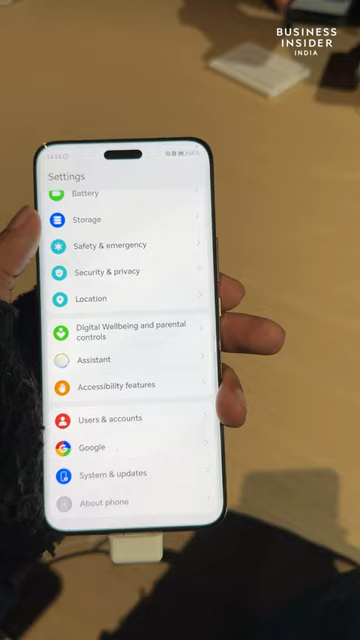 BUSINESS
INSIDER
INDIA
Settings
Battery
Storage
Safety & emergency
Security & privacy
Location
Digital Wellbeing and parental
controls
Assistant
Accessibility features
Users & accounts
Google
System & updates
About phone